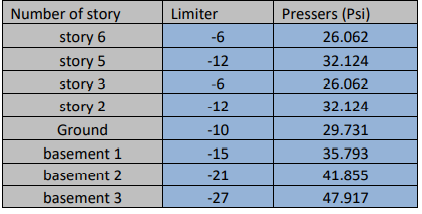 Number of story Limiter Pressers (Psi)
story 6 -6 26.062
story 5 -12 32.124
story 3 -6 26.062
story 2 -12 32.124
Ground -10 29.731
basement 1 -15 35.793
basement 2 -21 41.855
basement 3 -27 47.917